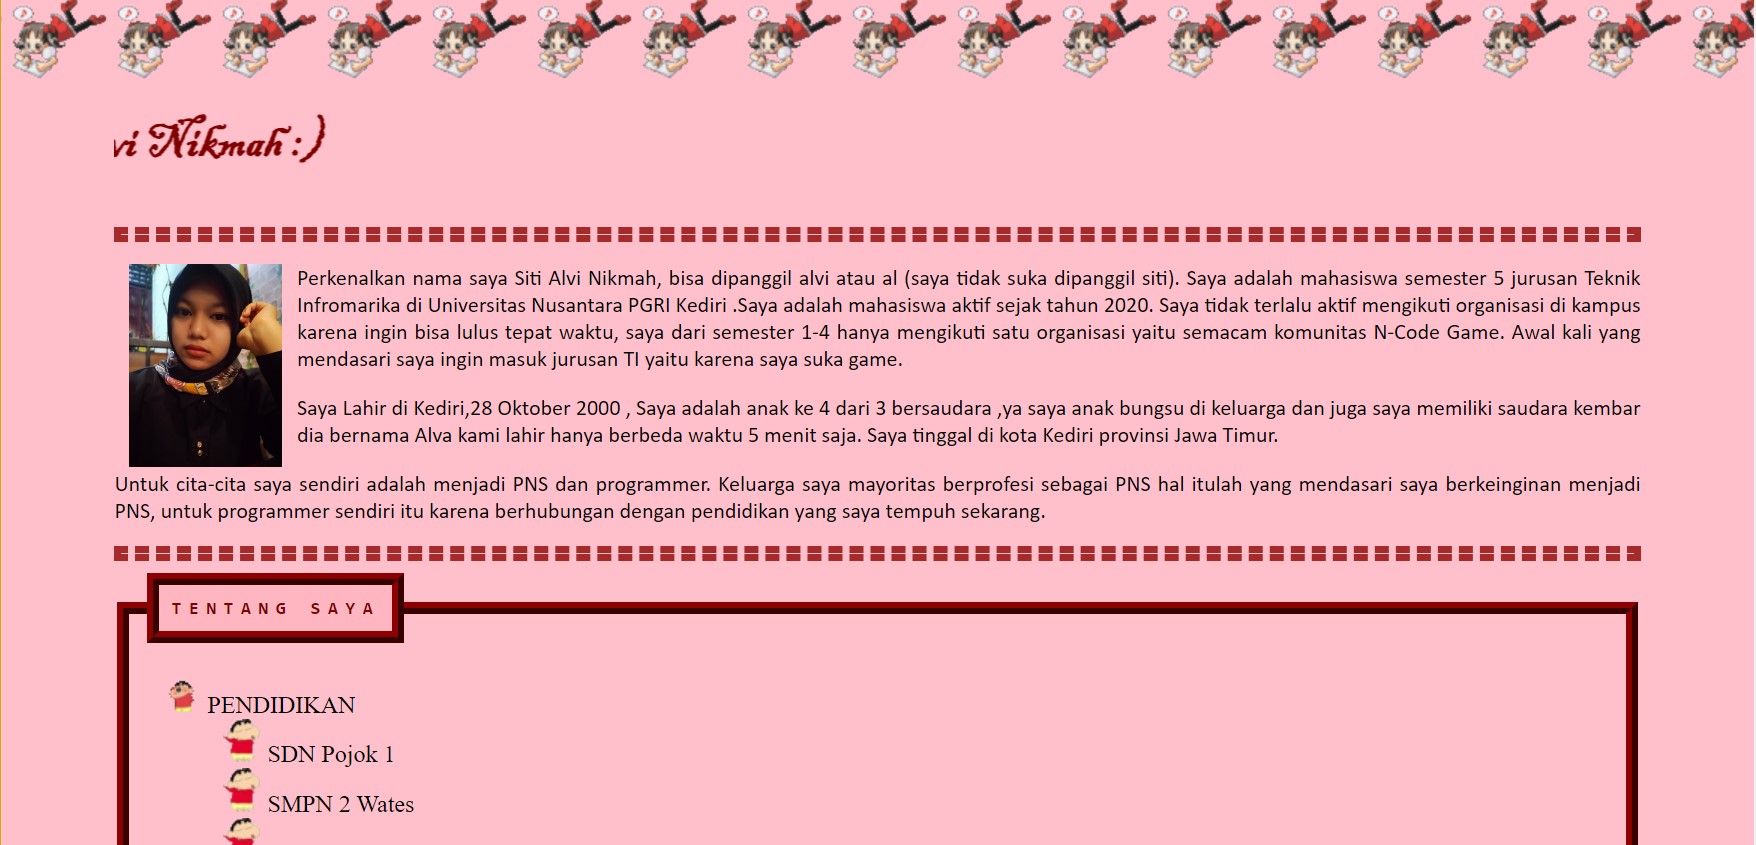 vi Nikmah :)
Perkenalkan nama saya Siti Alvi Nikmah, bisa dipanggil alvi atau al (saya tidak suka dipanggil siti). Saya adalah mahasiswa semester 5 jurusan Teknik
Infromarika di Universitas Nusantara PGRI Kediri .Saya adalah mahasiswa aktif sejak tahun 2020. Saya tidak terlalu aktif mengikuti organisasi di kampus
karena ingin bisa lulus tepat waktu, saya dari semester 1-4 hanya mengikuti satu organisasi yaitu semacam komunitas N-Code Game. Awal kali yang
mendasari saya ingin masuk jurusan TI yaitu karena saya suka game.
Saya Lahir di Kediri,28 Oktober 2000 , Saya adalah anak ke 4 dari 3 bersaudara ,ya saya anak bungsu di keluarga dan juga saya memiliki saudara kembar
dia bernama Alva kami lahir hanya berbeda waktu 5 menit saja. Saya tinggal di kota Kediri provinsi Jawa Timur.
Untuk cita-cita saya sendiri adalah menjadi PNS dan programmer. Keluarga saya mayoritas berprofesi sebagai PNS hal itulah yang mendasari saya berkeinginan menjadi
PNS, untuk programmer sendiri itu karena berhubungan dengan pendidikan yang saya tempuh sekarang.
TENTANG SAYA
PENDIDIKAN
SDN Pojok 1
SMPN 2 Wates